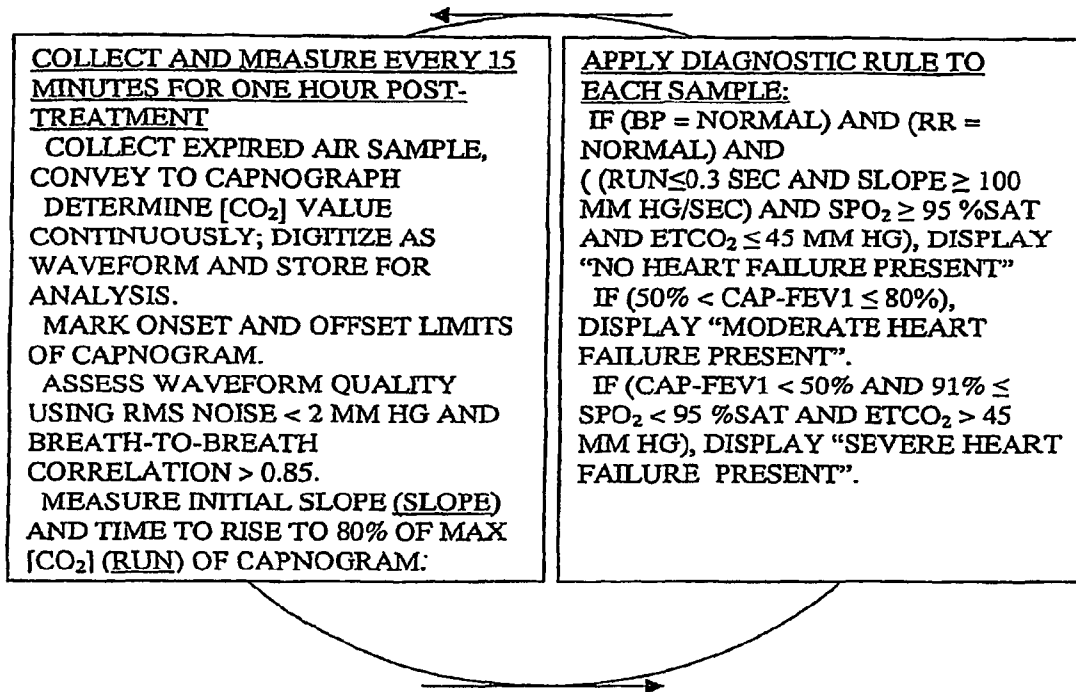 COLLECT AND MEASURE EVERY 15
MINUTES FOR ONE HOUR POST-
TREATMENT
COLLECT EXPIRED AIR SAMPLE,
CONVEY TO CAPNOGRAPH
DETERMINE [CO₂] VALUE
CONTINUOUSLY; DIGITIZE AS
WAVEFORM AND STORE FOR
ANALYSIS.
MARK ONSET AND OFFSET LIMITS
OF CAPNOGRAM.
ASSESS WAVEFORM QUALITY
USING RMS NOISE < 2 MM HG AND
BREATH-TO-BREATH
CORRELATION > 0.85.
MEASURE INITIAL SLOPE (SLOPE)
AND TIME TO RISE TO 80% OF MAX
[CO₂] (RUN) OF CAPNOGRAM:
APPLY DIAGNOSTIC RULE TO
EACH SAMPLE:
IF (BP = NORMAL) AND (RR =
NORMAL) AND
( (RUN≤0.3 SEC AND SLOPE ≥ 100
MM HG/SEC) AND SPO₂ ≥ 95 %SAT
AND ETCO₂ ≤ 45 MM HG), DISPLAY
"NO HEART FAILURE PRESENT"
IF (50% < CAP-FEV1 ≤ 80%),
DISPLAY "MODERATE HEART
FAILURE PRESENT".
IF (CAP-FEV1 < 50% AND 91% ≤
SPO₂ < 95 %SAT AND ETCO₂ > 45
MM HG), DISPLAY "SEVERE HEART
FAILURE PRESENT".